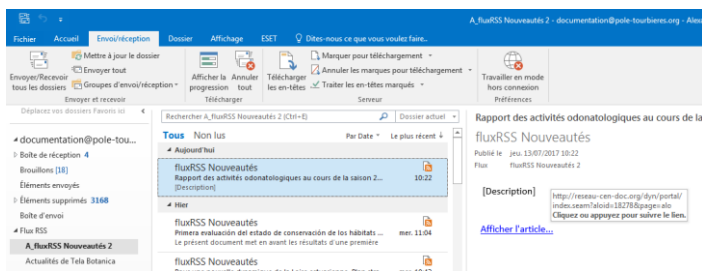 A_fluxRSS Nouveautés 2 - documentation@pole-tourbieres.org - Alexa
Fichier Accueil Envoi/réception Dossier Affichage ESET Dites-nous ce que vous voulez faire..
Envoyer/Recevoir tous les dossiers
Mettre à jour le dossier
Envoyer tout
Groupes d'envoi/réception
Envoyer et recevoir
Afficher la progression
Annuler tout
Télécharger
Télécharger les en-têtes
Marquer pour téléchargement
Annuler les marques pour téléchargement
Traiter les en-têtes marqués
Serveur
Travailler en mode hors connexion
Préférences
Déplacez vos dossiers Favoris ici
documentation@pole-tou...
Boîte de réception 4
Brouillons [18]
Éléments envoyés
Éléments supprimés 3168
Boîte d'envoi
Flux RSS
A_fluxRSS Nouveautés 2
Actualités de Tela Botanica
Rechercher A_fluxRSS Nouveautés 2 (Ctrl+E) Dossier actuel
Tous Non lus Par Date Le plus récent
Aujourd'hui
fluxRSS Nouveautés
Rapport des activités odonatologiques au cours de la saison 2... 10:22
[Description]
Hier
fluxRSS Nouveautés
Primera evaluación del estado de conservación de los hábitats ... mer. 11:04
Le présent document met en avant les résultats d'une première
fluxRSS Nouveautés
Rapport des activités odonatologiques au cours de la
fluxRSS Nouveautés
Publié le jeu. 13/07/2017 10:22
Flux fluxRSS Nouveautés 2
[Description]
http://reseau-cen-doc.org/dyn/portal/
index.seam?aloid=18278&page=alo
Cliquez ou appuyez pour suivre le lien.
Afficher l'article...